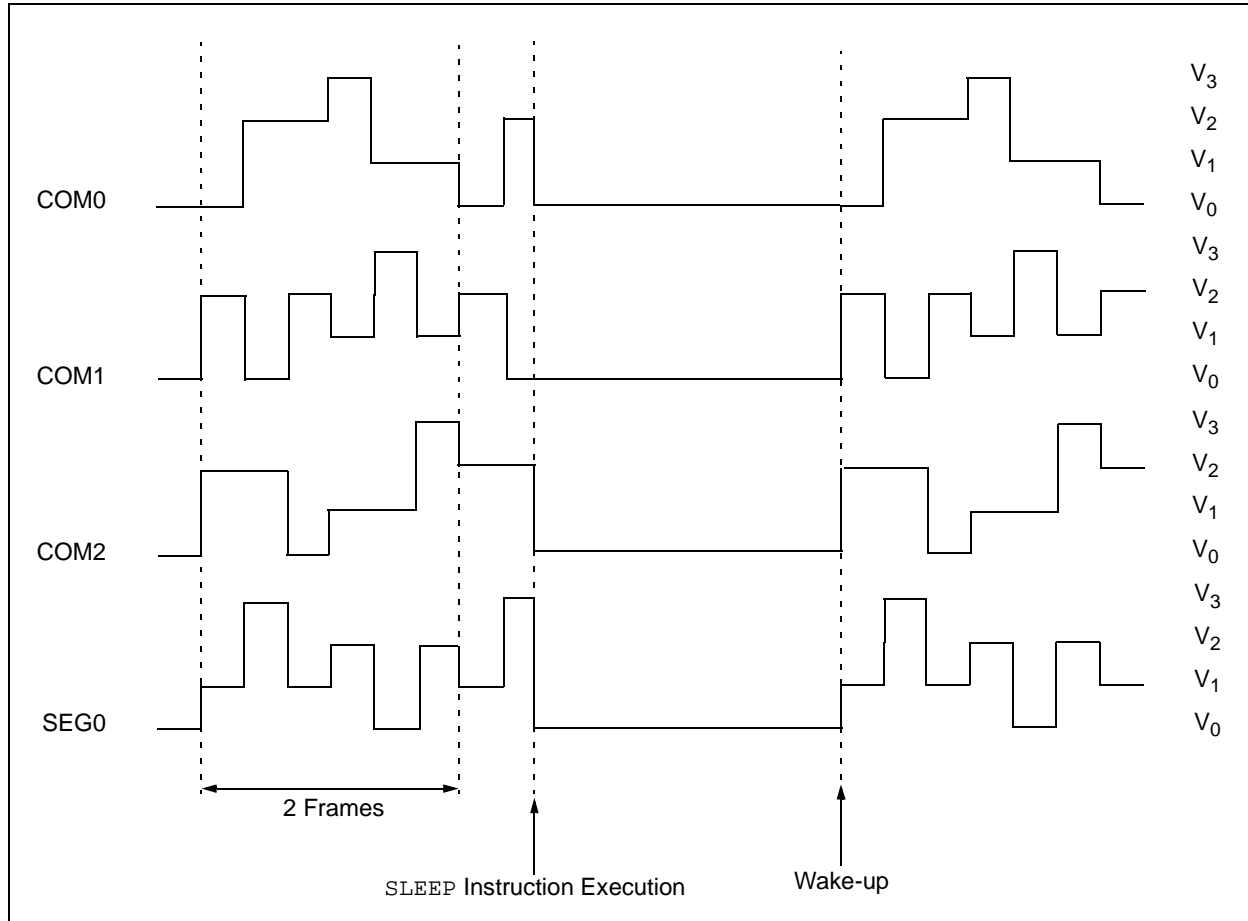 V3
V2
V1
COM0
V0
V3
V2
V1
COM1
V0
V3
V2
V1
COM2
V0
V3
V2
V1
SEG0
V0
2 Frames
SLEEP Instruction Execution
Wake-up